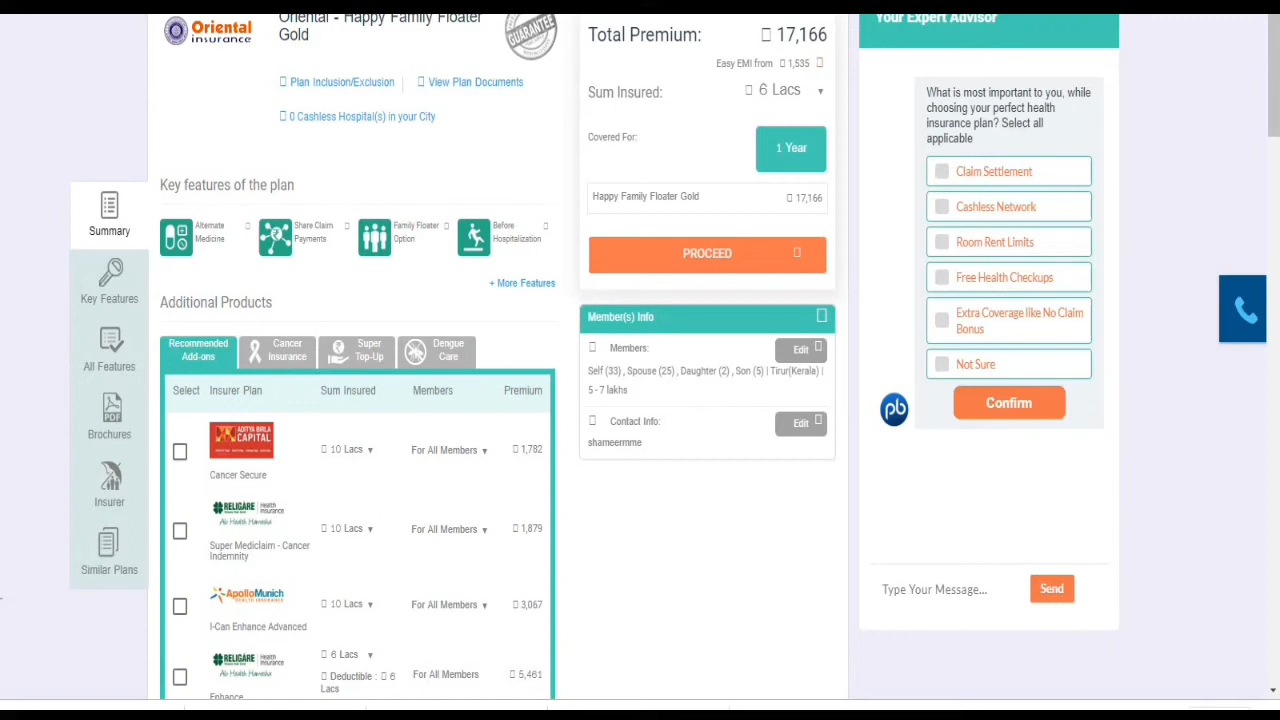 Oriental insurance
Oriental - Happy Family Floater
Gold
GUARANTEE
Plan Inclusion/Exclusion
View Plan Documents
0 Cashless Hospital(s) in your City
Key features of the plan
Alternate
Medicine
Share Claim
Payments
Family Floater
Option
Before
Hospitalization
+ More Features
Additional Products
Recommended
Add-ons
Cancer
Insurance
Super
Top-Up
Dengue
Care
Select Insurer Plan Sum Insured Members Premium
ADITYA BIRLA
CAPITAL
10 Lacs For All Members 1,782
Cancer Secure
RELIGARE Health Insurance
Ab Health Hamesha
10 Lacs For All Members 1,879
Super Mediclaim - Cancer
Indemnity
ApolloMunich
HEALTH INSURANCE
10 Lacs For All Members 3,067
I-Can Enhance Advanced
RELIGARE Health Insurance
Ab Health Hamesha
6 Lacs
Deductible : 6
Lacs
For All Members 5,461
Enhance
Summary
Key Features
All Features
PDF
Brochures
Insurer
Similar Plans
Total Premium: 17,166
Easy EMI from 1,535
Sum Insured: 6 Lacs
Covered For:
1 Year
Happy Family Floater Gold 17,166
PROCEED
Member(s) Info
Members: Edit
Self (33) , Spouse (25) , Daughter (2) , Son (5) | Tirur(Kerala) |
5 - 7 lakhs
Contact Info: Edit
shameermme
Your Expert Advisor
What is most important to you, while
choosing your perfect health
insurance plan? Select all
applicable
Claim Settlement
Cashless Network
Room Rent Limits
Free Health Checkups
Extra Coverage like No Claim
Bonus
Not Sure
pb
Confirm
Type Your Message...
Send